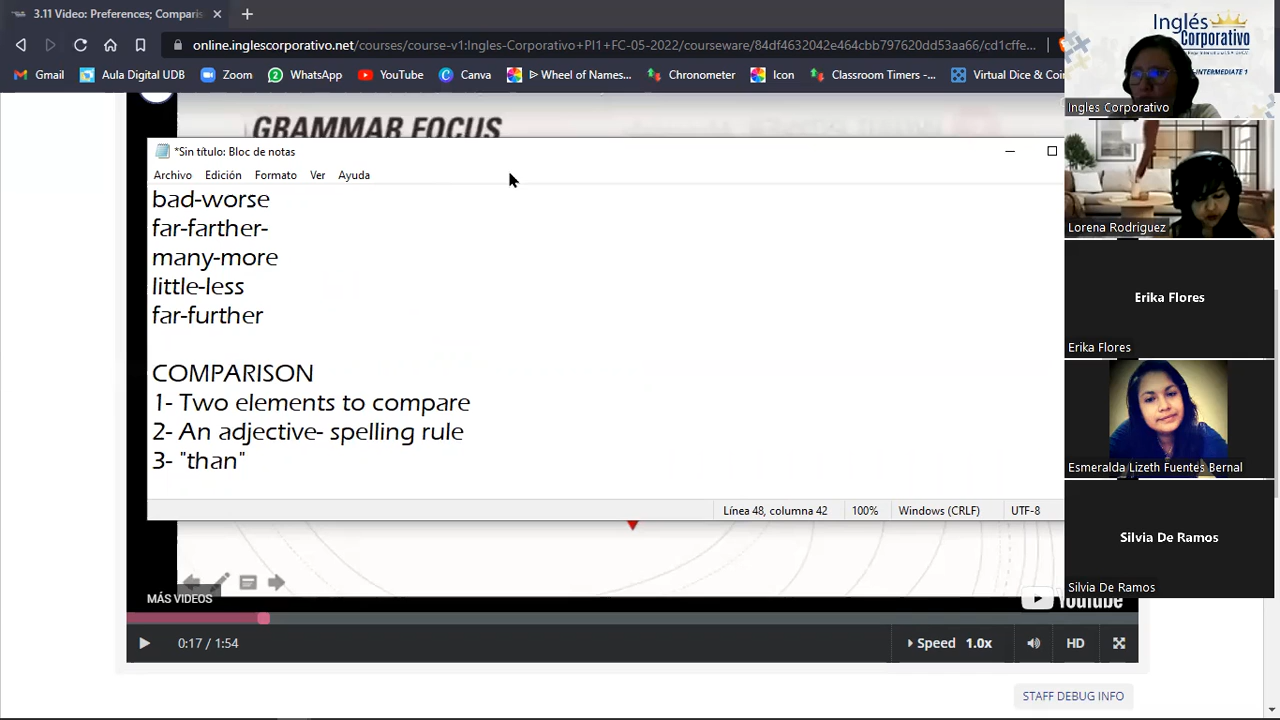 3.11 Video: Preferences; Comparis
online.inglescorporativo.net/courses/course-v1:Ingles-Corporativo+PI1+FC-05-2022/courseware/84df4632042e464cbb797620dd533b66/cd1cffe...
Gmail
Aula Digital UDB
Zoom
WhatsApp
YouTube
Canva
Wheel of Names...
Chronometer
Icons
Classroom Timers -...
Virtual Dice & Coi
GRAMMAR FOCUS
*Sin título: Bloc de notas
Archivo Edición Formato Ver Ayuda
bad-worse
far-farther-
many-more
little-less
far-further
COMPARISON
1- Two elements to compare
2- An adjective- spelling rule
3- "than"
Línea 48, columna 42 100% Windows (CRLF) UTF-8
MÁS VIDEOS
YouTube
0:17 / 1:54
Speed 1.0x
HD
STAFF DEBUG INFO
Inglés
Corporativo
-INTERMEDIATE 1
Ingles Corporativo
Lorena Rodriguez
Erika Flores
Erika Flores
Esmeralda Lizeth Fuentes Bernal
Silvia De Ramos
Silvia De Ramos